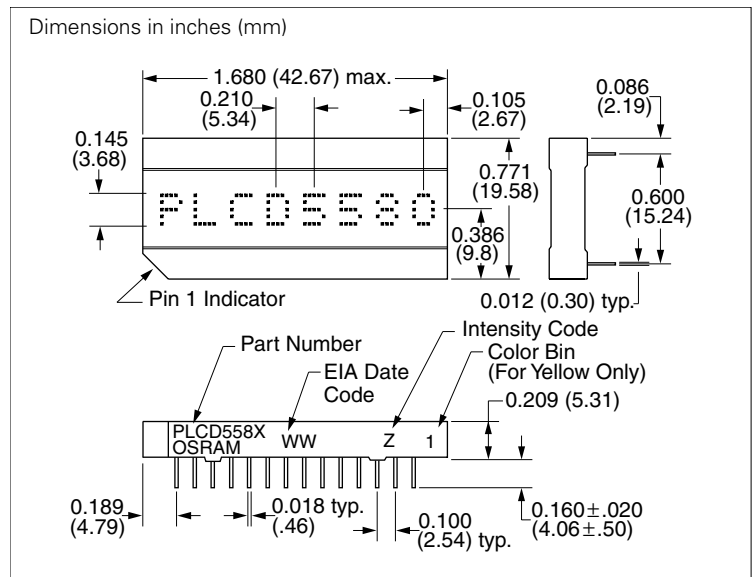 Dimensions in inches (mm)
1.680 (42.67) max.
0.210
(5.34)
0.105
(2.67)
0.086
(2.19)
0.145
(3.68)
0.771
(19.58)
0.600
(15.24)
PLCD5580
0.386
(9.8)
Pin 1 Indicator
0.012 (0.30) typ.
Part Number
Intensity Code
EIA Date
Code
Color Bin
(For Yellow Only)
0.209 (5.31)
PLCD558X
OSRAM
WW
Z
1
0.189
(4.79)
0.018 typ.
(.46)
0.100
(2.54) typ.
0.160±.020
(4.06±.50)